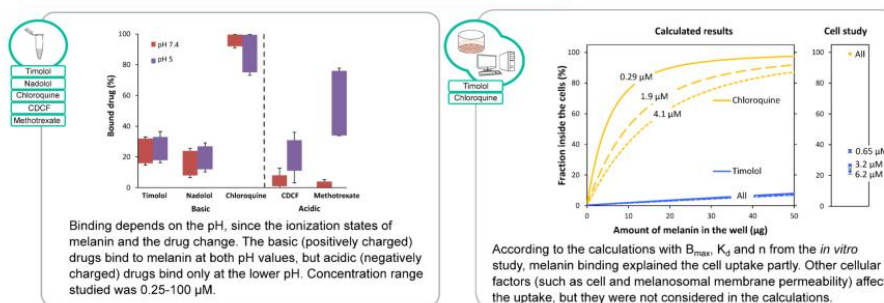 Timolol
Nadolol
Chloroquine
CDCF
Methotrexate
Bound drug (%)
100
80
60
40
20
0
pH 7.4
pH 5
Timolol Nadolol Chloroquine CDCF Methotrexate
Basic Acidic
Binding depends on the pH, since the ionization states of
melanin and the drug change. The basic (positively charged)
drugs bind to melanin at both pH values, but acidic (negatively
charged) drugs bind only at the lower pH. Concentration range
studied was 0.25-100 µM.
Timolol
Chloroquine
Calculated results
Fraction inside the cells (%)
100
80
60
40
20
0
0.29 µM
1.9 µM
4.1 µM
Chloroquine
Timolol
All
0 10 20 30 40 50
Amount of melanin in the well (µg)
Cell study
100
80
60
40
20
0
All
0.65 µM
3.2 µM
6.2 µM
According to the calculations with Bmax, Kd and n from the in vitro
study, melanin binding explained the cell uptake partly. Other cellular
factors (such as cell and melanosomal membrane permeability) affec
the uptake, but they were not considered in the calculations.